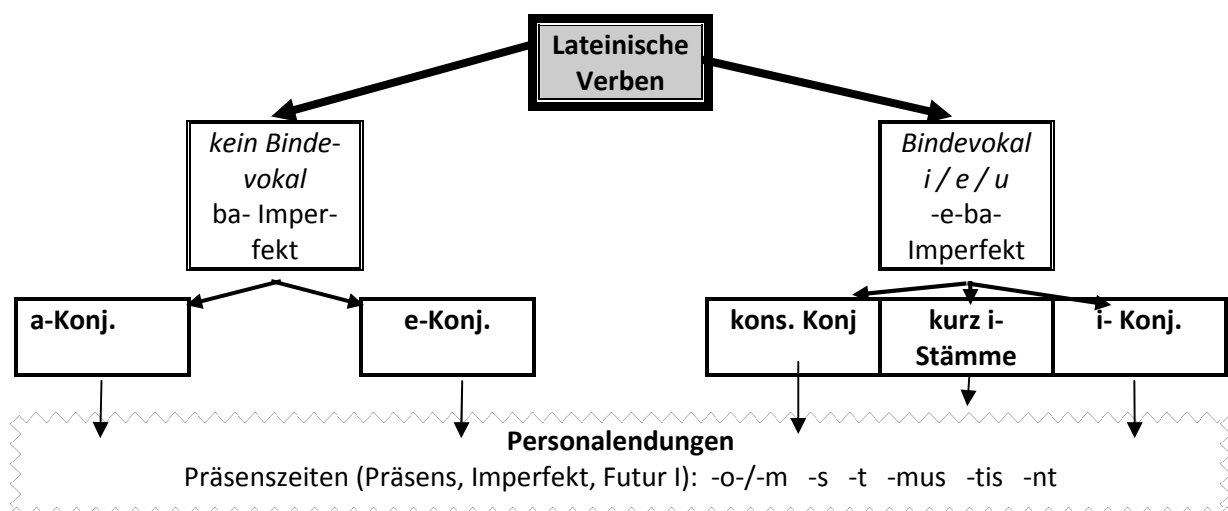 Lateinische
Verben
kein Binde-
vokal
ba- Imper-
fekt
Bindevokal
i / e / u
-e-ba-
Imperfekt
a-Konj.
e-Konj.
kons. Konj
kurz i-
Stämme
i- Konj.
Personalendungen
Präsenszeiten (Präsens, Imperfekt, Futur I): -o-/-m -s -t -mus -tis -nt